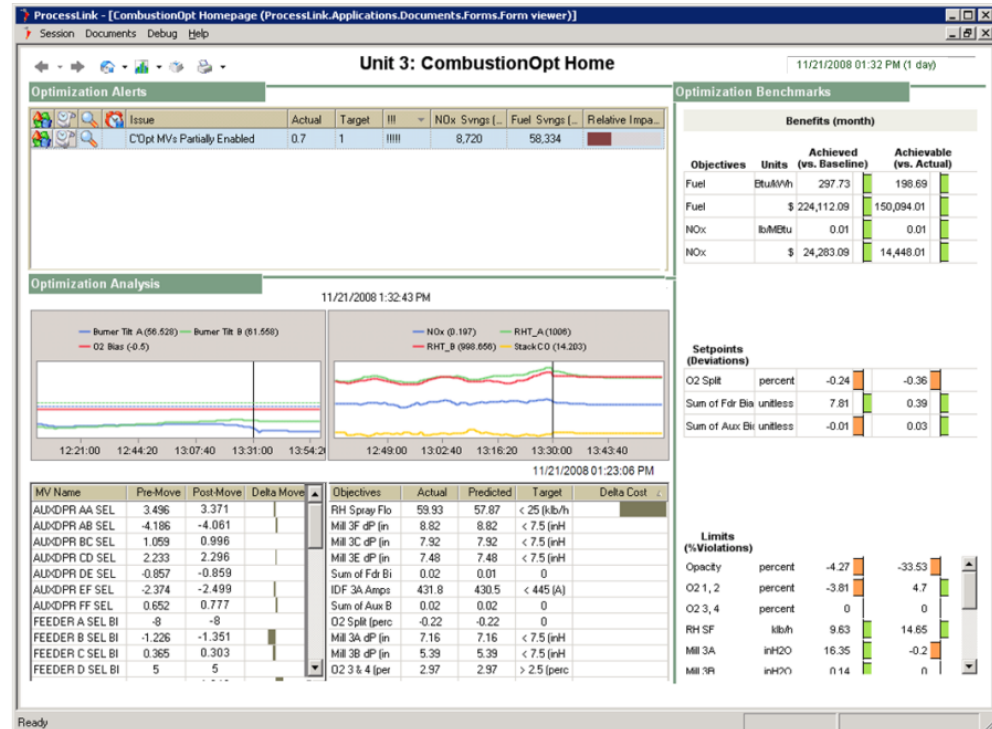 ProcessLink - [CombustionOpt Homepage (ProcessLink.Applications.Documents.Forms.Form viewer)]
Session Documents Debug Help
Unit 3: CombustionOpt Home
11/21/2008 01:32 PM (1 day)
Optimization Alerts
Issue Actual Target !!! NOx Svngs (... Fuel Svngs (... Relative Impa...
C'Opt MVs Partially Enabled 0.7 1 !!!!! 8,720 58,334
Optimization Analysis
11/21/2008 1:32:43 PM
Burner Tilt A (56.528) Burner Tilt B (61.558)
O2 Bias (-0.5)
12:21:00 12:44:20 13:07:40 13:31:00 13:54:2
NOx (0.197) RHT_A (1006)
RHT_B (998.656) Stack CO (14.203)
12:49:00 13:02:40 13:16:20 13:30:00 13:43:40
11/21/2008 01:23:06 PM
MV Name Pre-Move Post-Move Delta Move
AUXDPR AA SEL 3.496 3.371
AUXDPR AB SEL -4.186 -4.061
AUXDPR BC SEL 1.059 0.996
AUXDPR CD SEL 2.233 2.296
AUXDPR DE SEL -0.857 -0.859
AUXDPR EF SEL -2.374 -2.499
AUXDPR FF SEL 0.652 0.777
FEEDER A SEL BI -8 -8
FEEDER B SEL BI -1.226 -1.351
FEEDER C SEL BI 0.365 0.303
FEEDER D SEL BI 5 5
Objectives Actual Predicted Target Delta Cost
RH Spray Flo 59.93 57.87 < 25 (klb/h
Mill 3F dP (in 8.82 8.82 < 7.5 (inH
Mill 3C dP (in 7.92 7.92 < 7.5 (inH
Mill 3E dP (in 7.48 7.48 < 7.5 (inH
Sum of Fdr Bi 0.02 0.01 0
IDF 3A Amps 431.8 430.5 < 445 (A)
Sum of Aux B 0.02 0.02 0
O2 Split (perc -0.22 -0.22 0
Mill 3A dP (in 7.16 7.16 < 7.5 (inH
Mill 3B dP (in 5.39 5.39 < 7.5 (inH
O2 3 & 4 (per 2.97 2.97 > 2.5 (perc
Optimization Benchmarks
Benefits (month)
Achieved Achievable
Objectives Units (vs. Baseline) (vs. Actual)
Fuel Btu/kWh 297.73 198.69
Fuel $ 224,112.09 150,094.01
NOx lb/MBtu 0.01 0.01
NOx $ 24,283.09 14,448.01
Setpoints
(Deviations)
O2 Split percent -0.24 -0.36
Sum of Fdr Bia unitless 7.81 0.39
Sum of Aux Bi unitless -0.01 0.03
Limits
(%Violations)
Opacity percent -4.27 -33.53
O2 1, 2 percent -3.81 4.7
O2 3, 4 percent 0 0
RH SF klb/h 9.63 14.65
Mill 3A inH2O 16.35 -0.2
Mill 3B inH2O 0.14 0
Ready